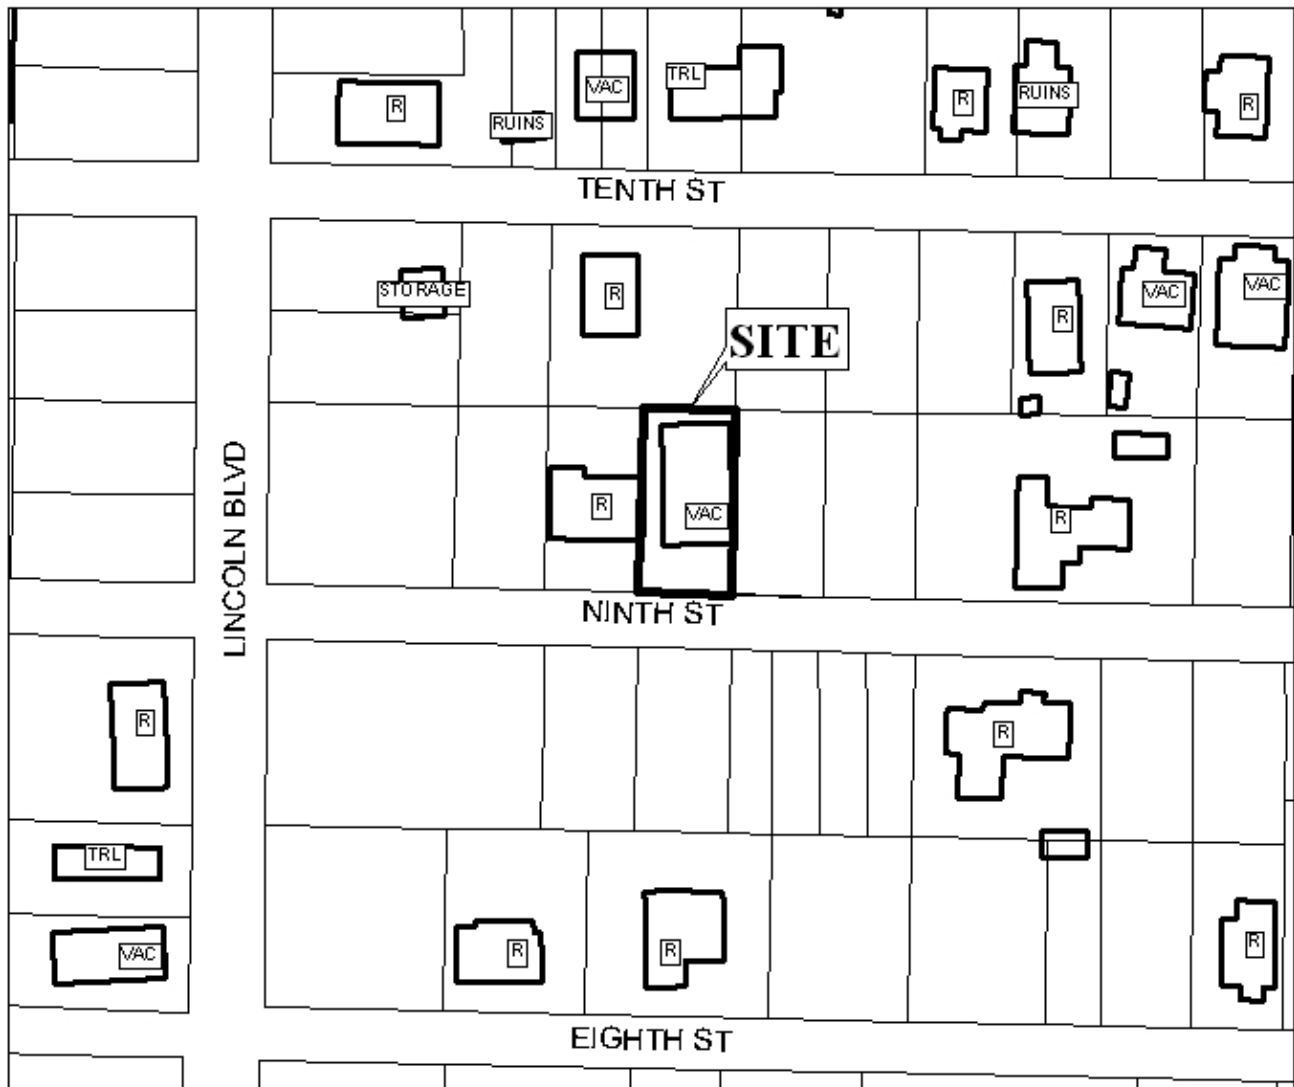 TRL
VAC
R
RUINS
R
R
RUINS
TENTH ST
STORAGE
R
VAC
VAC
R
SITE
R
VAC
R
LINCOLN BLVD
NINTH ST
R
R
TRL
VAC
R
R
R
EIGHTH ST